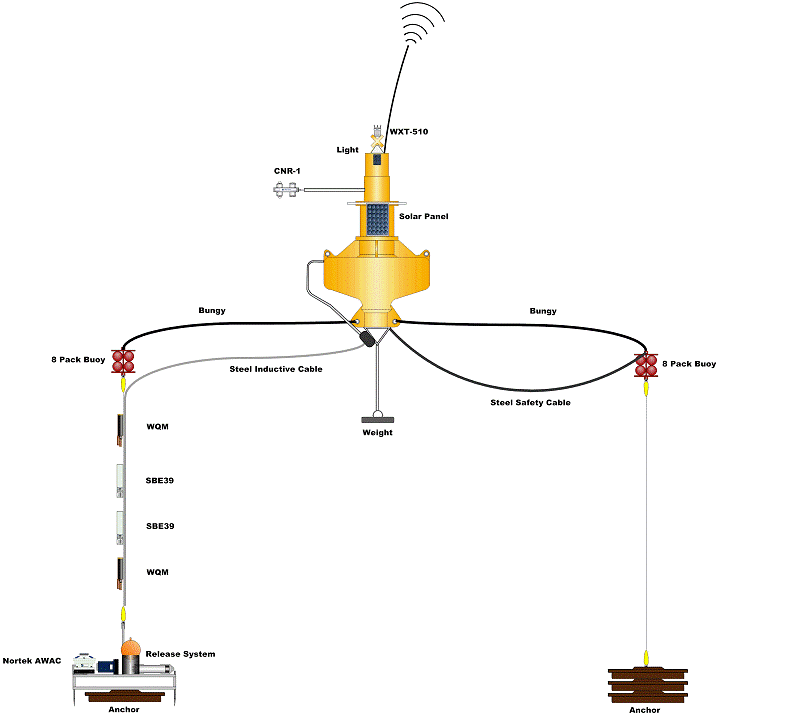 WXT-510
Light
CNR-1
Solar Panel
Bungy
Bungy
8 Pack Buoy
8 Pack Buoy
Steel Inductive Cable
Steel Safety Cable
WQM
Weight
SBE39
SBE39
WQM
Release System
Nortek AWAC
Anchor
Anchor